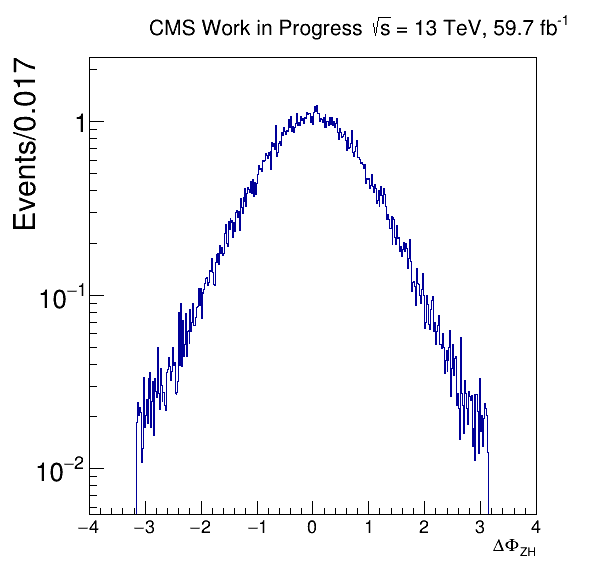 CMS Work in Progress √s = 13 TeV, 59.7 fb⁻¹
Events/0.017
1
10⁻¹
10⁻²
−4 −3 −2 −1 0 1 2 3 4
ΔΦ_ZH